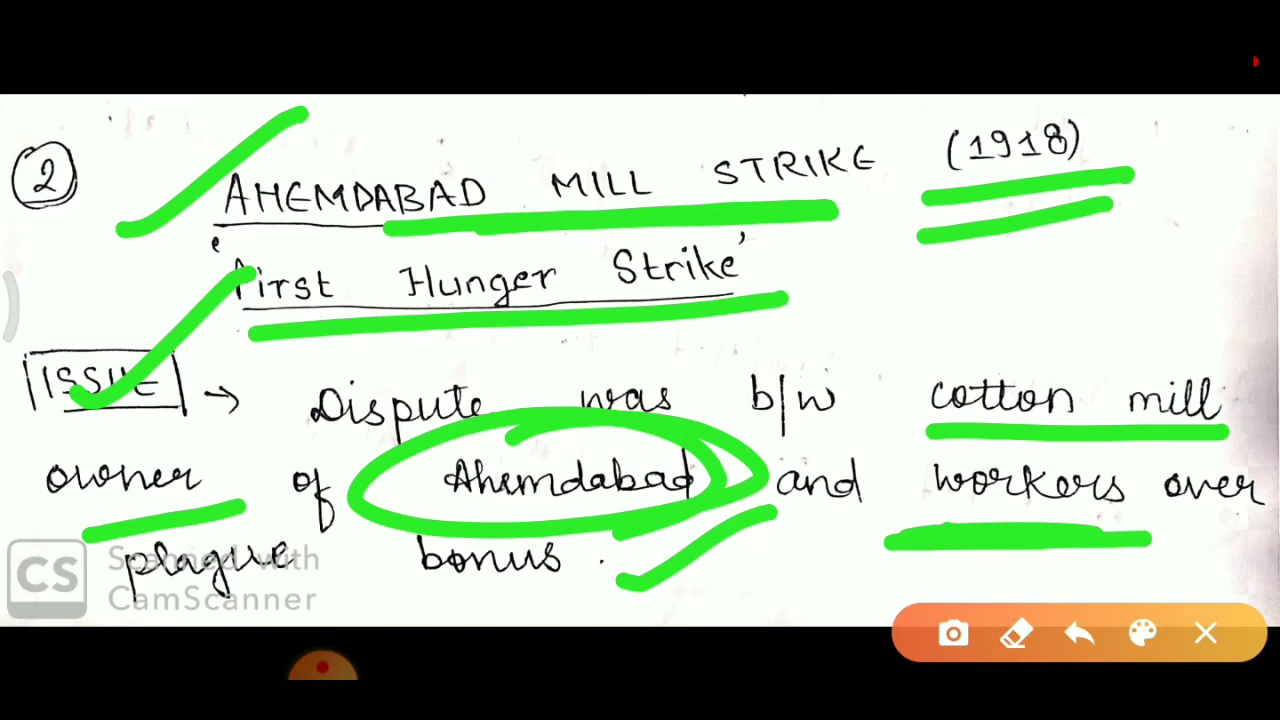 2
AHEMDABAD MILL STRIKE (1918)
'First Hunger Strike'
ISSUE → Dispute was b/w cotton mill
owner of Ahemdabad and workers over
plague bonus.
CS Scanned with
CamScanner